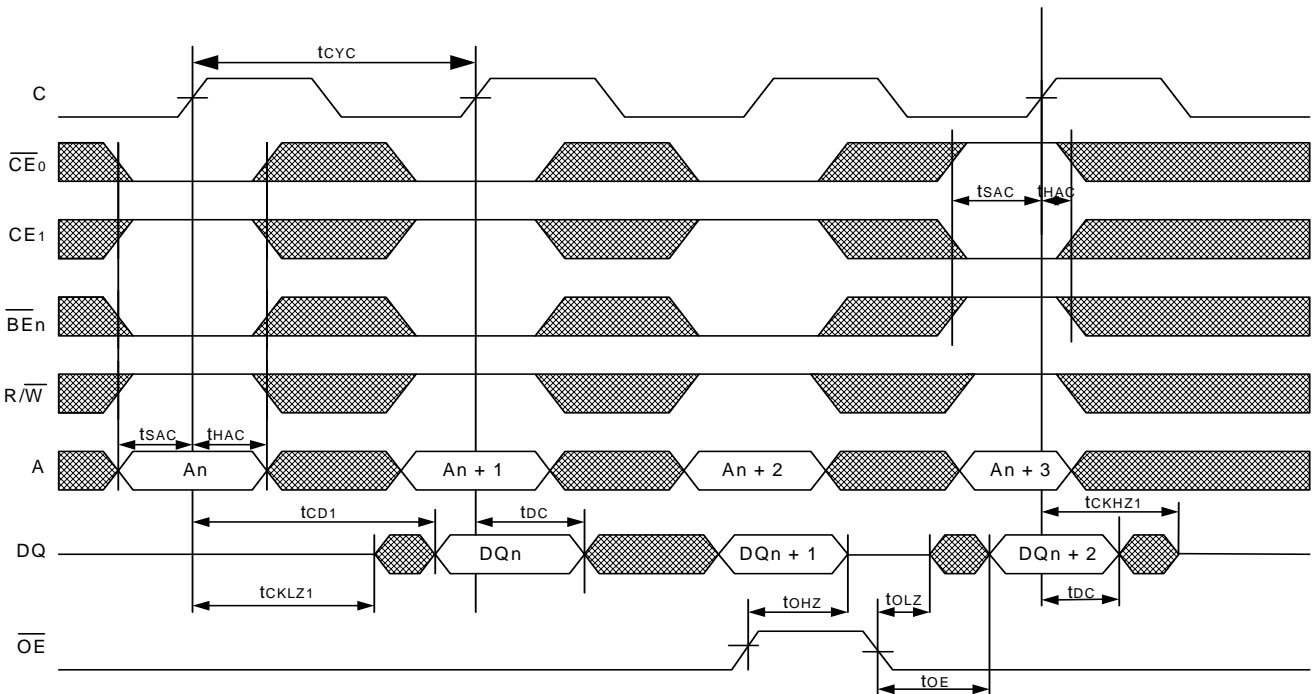 tCYC
C
CE0
tSAC tHAC
CE1
BEn
R/W
tSAC tHAC
A An An + 1 An + 2 An + 3
tCD1 tDC tCKHZ1
DQ DQn DQn + 1 DQn + 2
tCKLZ1 tOHZ tOLZ tDC
OE
tOE